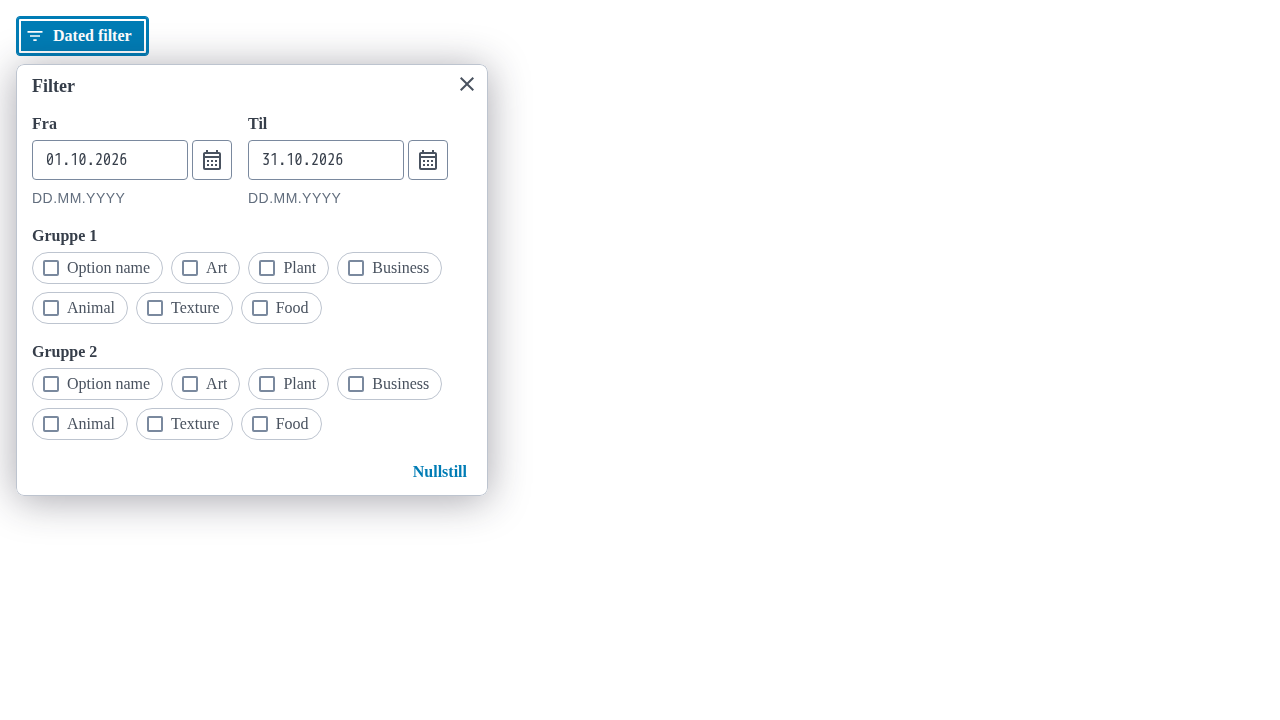 Dated filter
Filter
Fra Til
01.10.2026 31.10.2026
DD.MM.YYYY DD.MM.YYYY
Gruppe 1
Option name Art Plant Business
Animal Texture Food
Gruppe 2
Option name Art Plant Business
Animal Texture Food
Nullstill